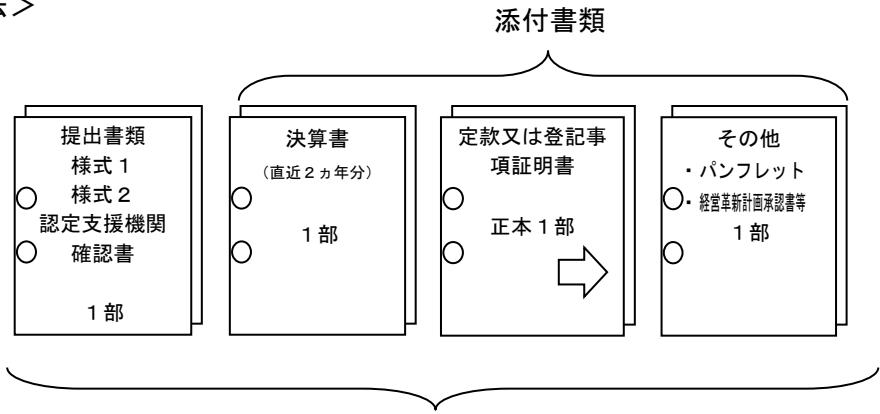 法＞
添付書類
提出書類
様式１
様式２
認定支援機関
確認書
１部
決算書
（直近２ヵ年分）
１部
定款又は登記事
項証明書
正本１部
その他
・パンフレット
・経営革新計画承認書等
１部